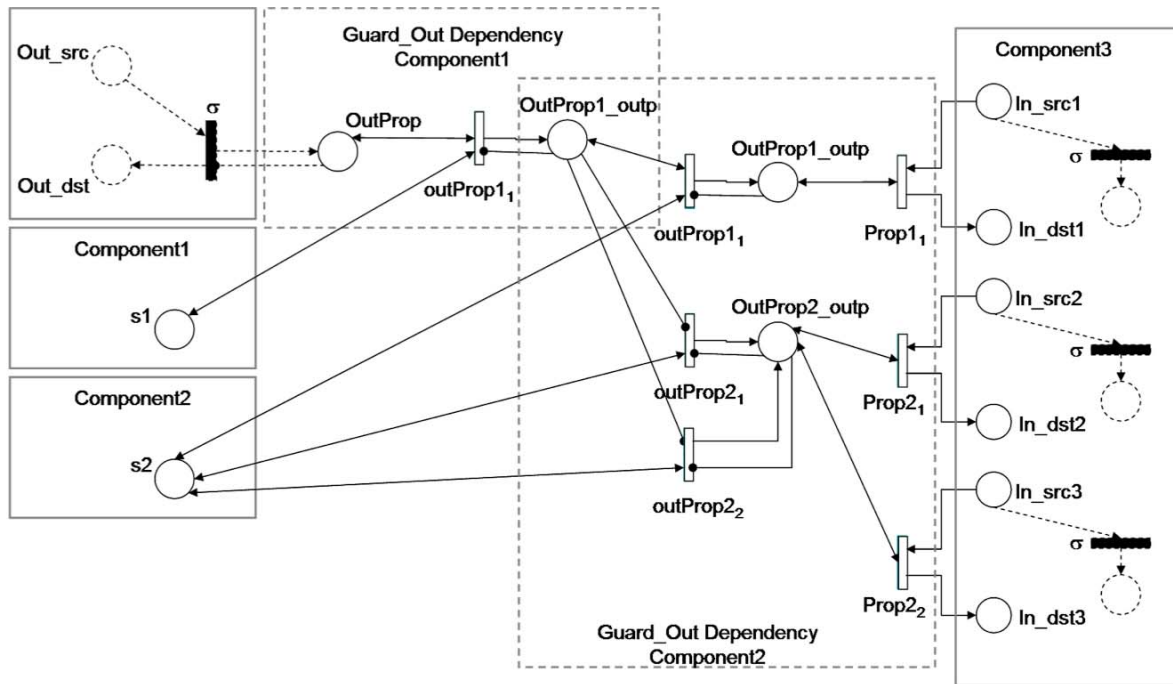 Out_src
σ
Out_dst
Guard_Out Dependency
Component1
OutProp
outProp1₁
OutProp1_outp
outProp1₁
OutProp1_outp
Prop1₁
Component3
In_src1
σ
In_dst1
Component1
s1
Component2
s2
outProp2₁
OutProp2_outp
Prop2₁
In_src2
σ
In_dst2
outProp2₂
Prop2₂
In_src3
σ
In_dst3
Guard_Out Dependency
Component2